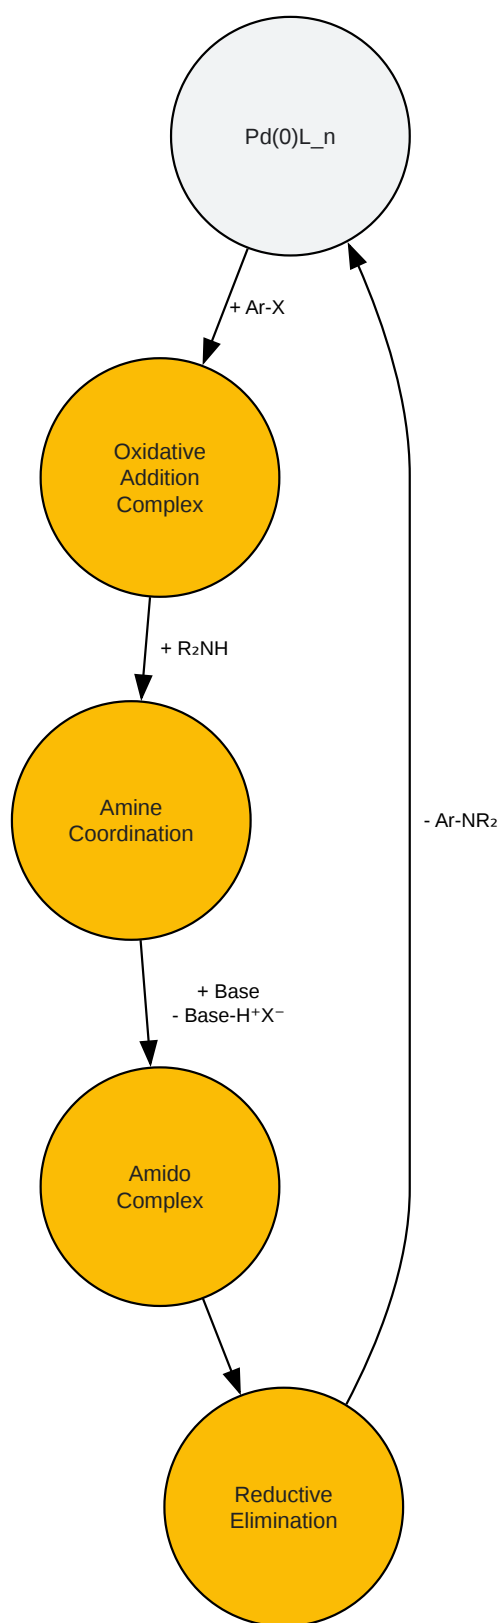 Pd(0)L_n
+ Ar-X
Oxidative
Addition
Complex
+ R₂NH
Amine
Coordination
- Ar-NR₂
+ Base
- Base-H⁺X⁻
Amido
Complex
Reductive
Elimination